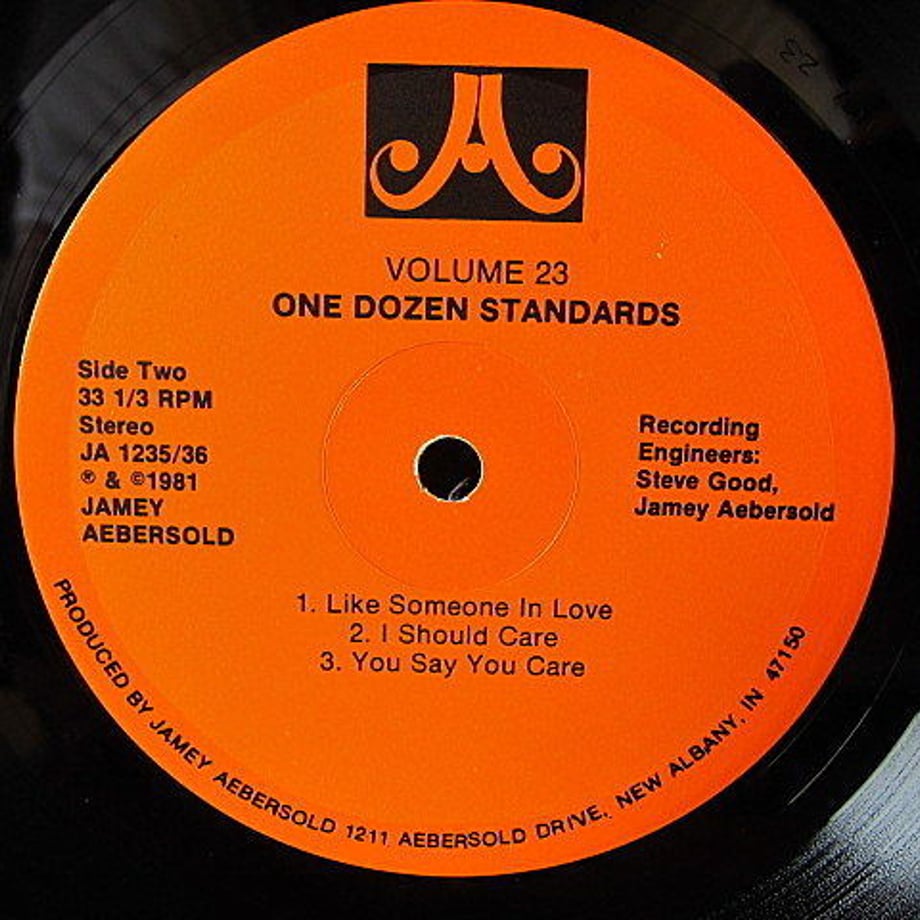 JA
VOLUME 23
ONE DOZEN STANDARDS
Side Two
33 1/3 RPM
Stereo
JA 1235/36
℗ & ©1981
JAMEY
AEBERSOLD
Recording
Engineers:
Steve Good,
Jamey Aebersold
1. Like Someone In Love
2. I Should Care
3. You Say You Care
PRODUCED BY JAMEY AEBERSOLD 1211 AEBERSOLD DRIVE, NEW ALBANY, IN 47150
23